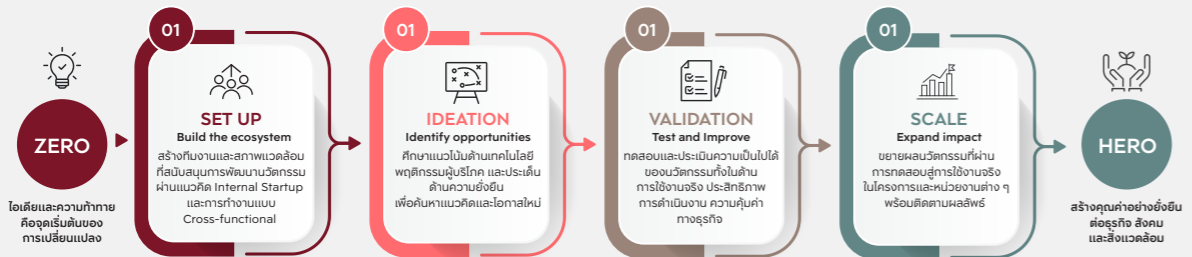 ZERO
ไอเดียและความท้าทาย
คือจุดเริ่มต้นของ
การเปลี่ยนแปลง
01
SET UP
Build the ecosystem
สร้างทีมงานและสภาพแวดล้อม
ที่สนับสนุนการพัฒนานวัตกรรม
ผ่านแนวคิด Internal Startup
และการทำงานแบบ
Cross-functional
01
IDEATION
Identify opportunities
ศึกษาแนวโน้มด้านเทคโนโลยี
พฤติกรรมผู้บริโภค และประเด็น
ด้านความยั่งยืน
เพื่อค้นหาแนวคิดและโอกาสใหม่
01
VALIDATION
Test and Improve
ทดสอบและประเมินความเป็นไปได้
ของนวัตกรรมทั้งในด้าน
การใช้งานจริง ประสิทธิภาพ
การดำเนินงาน ความคุ้มค่า
ทางธุรกิจ
01
SCALE
Expand impact
ขยายผลนวัตกรรมที่ผ่าน
การทดสอบสู่การใช้งานจริง
ในโครงการและหน่วยงานต่าง ๆ
พร้อมติดตามผลลัพธ์
HERO
สร้างคุณค่าอย่างยั่งยืน
ต่อธุรกิจ สังคม
และสิ่งแวดล้อม